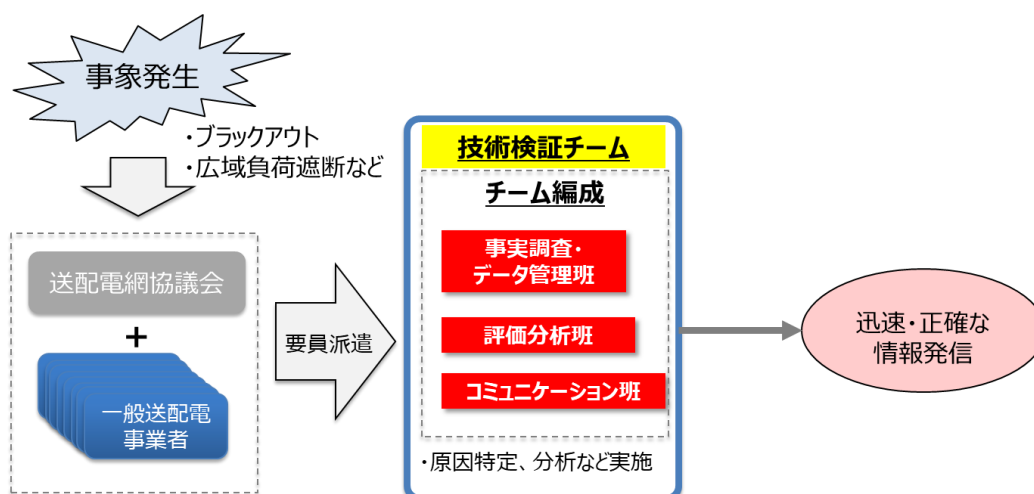 事象発生
・ブラックアウト
・広域負荷遮断など
送配電網協議会
+
一般送配電
事業者
要員派遣
技術検証チーム
チーム編成
事実調査・
データ管理班
評価分析班
コミュニケーション班
・原因特定、分析など実施
迅速・正確な
情報発信